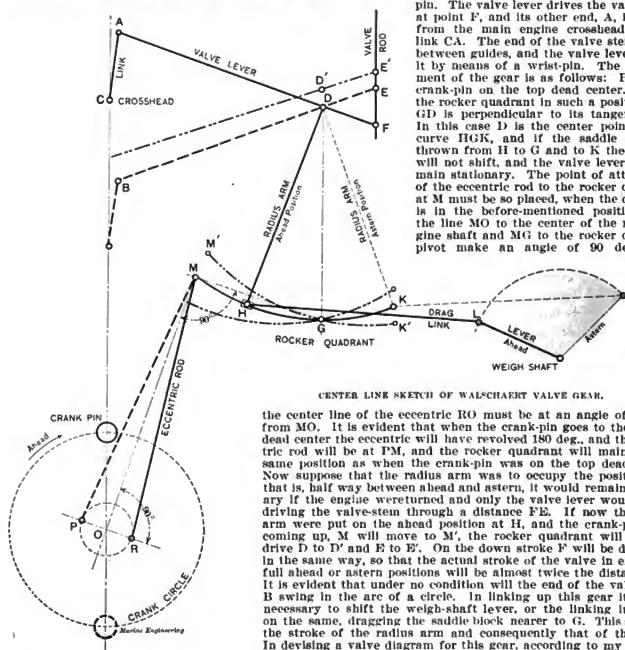 pin. The valve lever drives the va
at point F, and its other end, A, i
from the main engine crosshead
link CA. The end of the valve ste
between guides, and the valve leve
it by means of a wrist-pin. The
ment of the gear is as follows:
crank-pin on the top dead center.
the rocker quadrant in such a posit
GD is perpendicular to its tange
In this case D is the center poin
curve HGK, and if the saddle
thrown from H to G and to K the
will not shift, and the valve lever
main stationary. The point of att
of the eccentric rod to the rocker
at M must be so placed, when the
is in the before-mentioned positi
the line MO to the center of the
gine shaft and MG to the rocker
pivot make an angle of 90 de
A
LINK
C
CROSSHEAD
VALVE LEVER
VALVE
ROD
D'
D
E'
E
F
B
RADIUS ARM
Ahead Position
RADIUS ARM
Astern Position
M'
M
H
90°
G
K
K'
ROCKER QUADRANT
DRAG
LINK
L
LEVER
Ahead
Astern
WEIGH SHAFT
ECCENTRIC ROD
CRANK PIN
Ahead
P
O
90°
R
CRANK CIRCLE
Marine Engineering
CENTER LINE SKETCH OF WALSCHAERT VALVE GEAR.
the center line of the eccentric RO must be at an angle of
from MO. It is evident that when the crank-pin goes to the
dead center the eccentric will have revolved 180 deg., and th
tric rod will be at PM, and the rocker quadrant will main
same position as when the crank-pin was on the top dead
Now suppose that the radius arm was to occupy the posit
that is, half way between ahead and astern, it would remain
ary if the engine wereturned and only the valve lever wou
driving the valve-stem through a distance FE. If now th
arm were put on the ahead position at H, and the crank-p
coming up, M will move to M', the rocker quadrant will
drive D to D' and E to E'. On the down stroke F will be d
in the same way, so that the actual stroke of the valve in e
full ahead or astern positions will be almost twice the dista
It is evident that under no condition will the end of the va
B swing in the arc of a circle. In linking up this gear it
necessary to shift the weigh-shaft lever, or the linking i
on the same, dragging the saddle block nearer to G. This
the stroke of the radius arm and consequently that of th
In devising a valve diagram for this gear, according to my